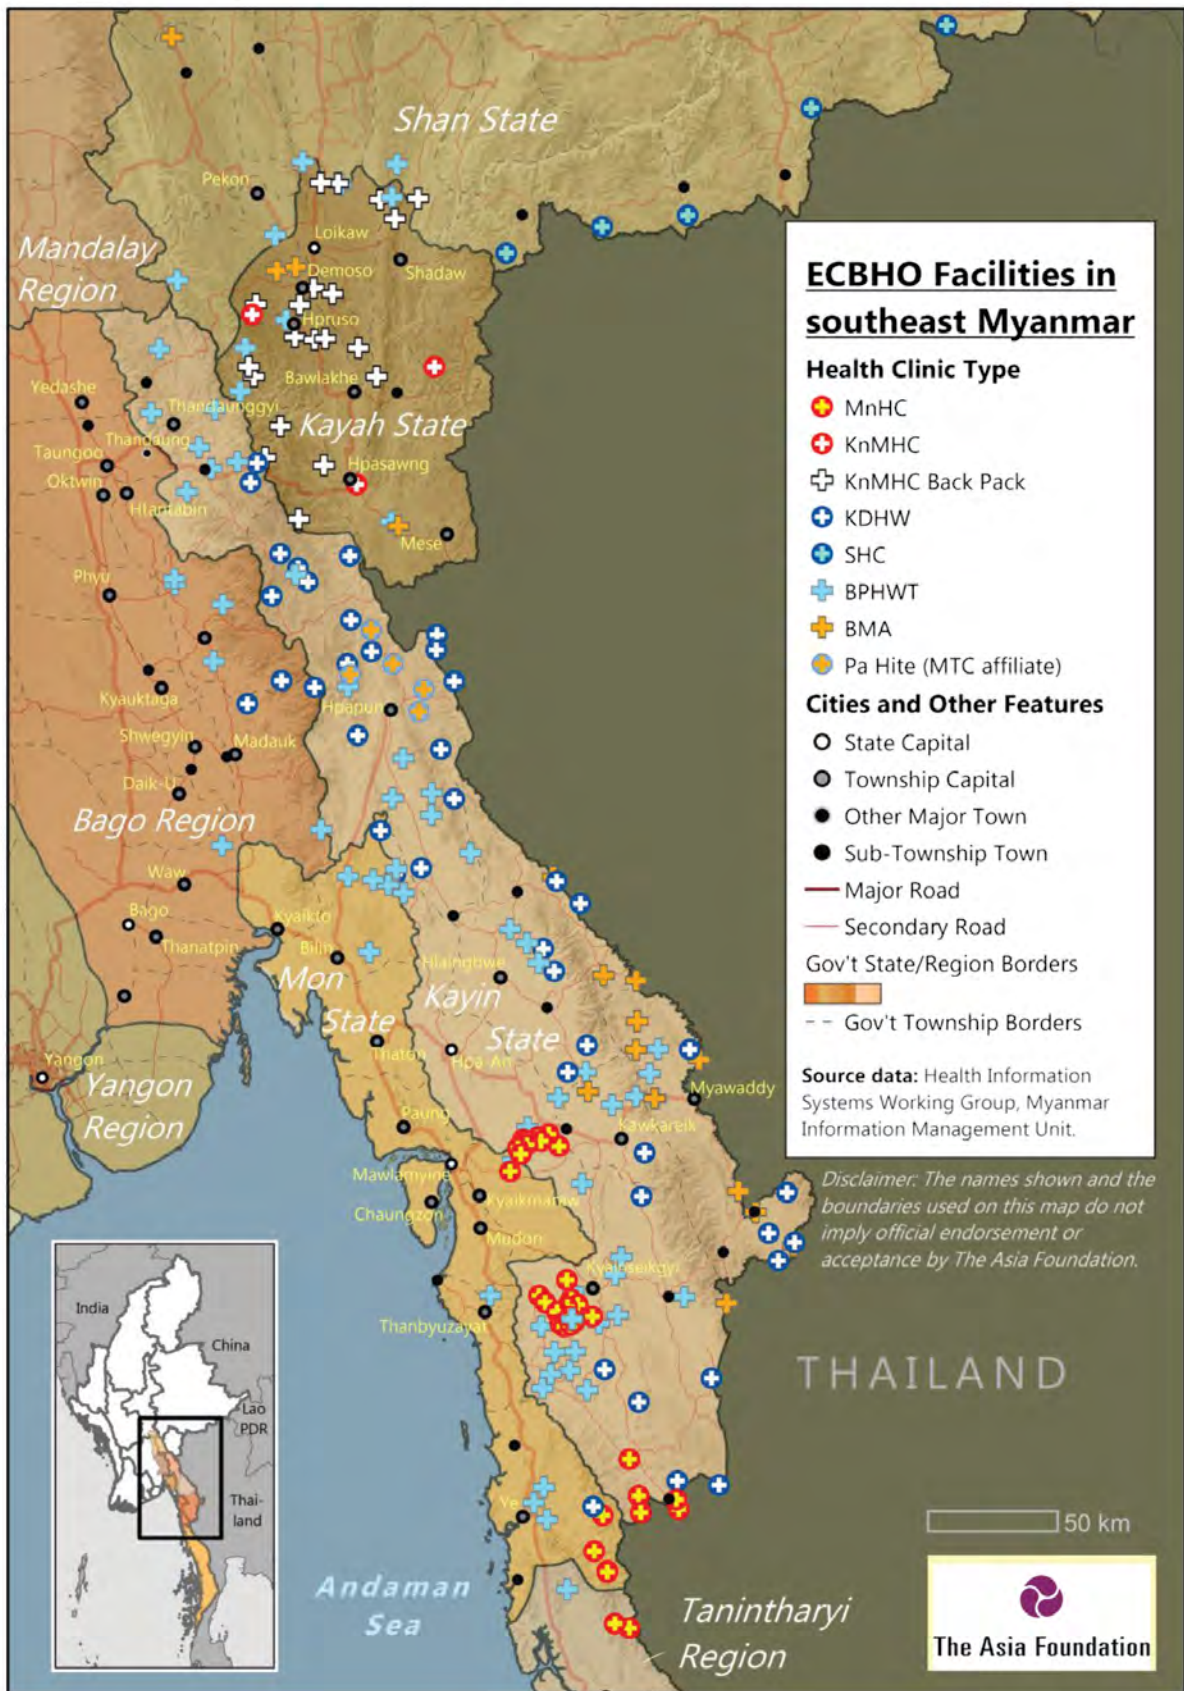 Shan State
Pekon
Mandalay
Region
Loikaw
Demoso
Shadaw
Hpruso
Bawlakhe
Yedashe
Thandaunggyi
Kayah State
Thandaung
Taungoo
Oktwin
Hpasawng
Hlantabin
Mese
Phyu
Kyauktaga
Hpapun
Shwegyin
Madauk
Daik-U
Bago Region
Waw
Bago
Thanatpin
Kyaikto
Bilin
Mon
State
Hlaingbwe
Kayin
State
Thaton
Hpa-An
Yangon
Yangon
Region
Myawaddy
Paung
Kawkareik
Mawlamyine
Chaungzon
Kyaikmaraw
Mudon
Kyainseikgyi
Thanbyuzayat
Ye
Andaman
Sea
Tanintharyi
Region
THAILAND
ECBHO Facilities in
southeast Myanmar
Health Clinic Type
MnHC
KnMHC
KnMHC Back Pack
KDHW
SHC
BPHWT
BMA
Pa Hite (MTC affiliate)
Cities and Other Features
State Capital
Township Capital
Other Major Town
Sub-Township Town
Major Road
Secondary Road
Gov't State/Region Borders
Gov't Township Borders
Source data: Health Information
Systems Working Group, Myanmar
Information Management Unit.
Disclaimer: The names shown and the
boundaries used on this map do not
imply official endorsement or
acceptance by The Asia Foundation.
India
China
Lao
PDR
Thai-
land
50 km
The Asia Foundation